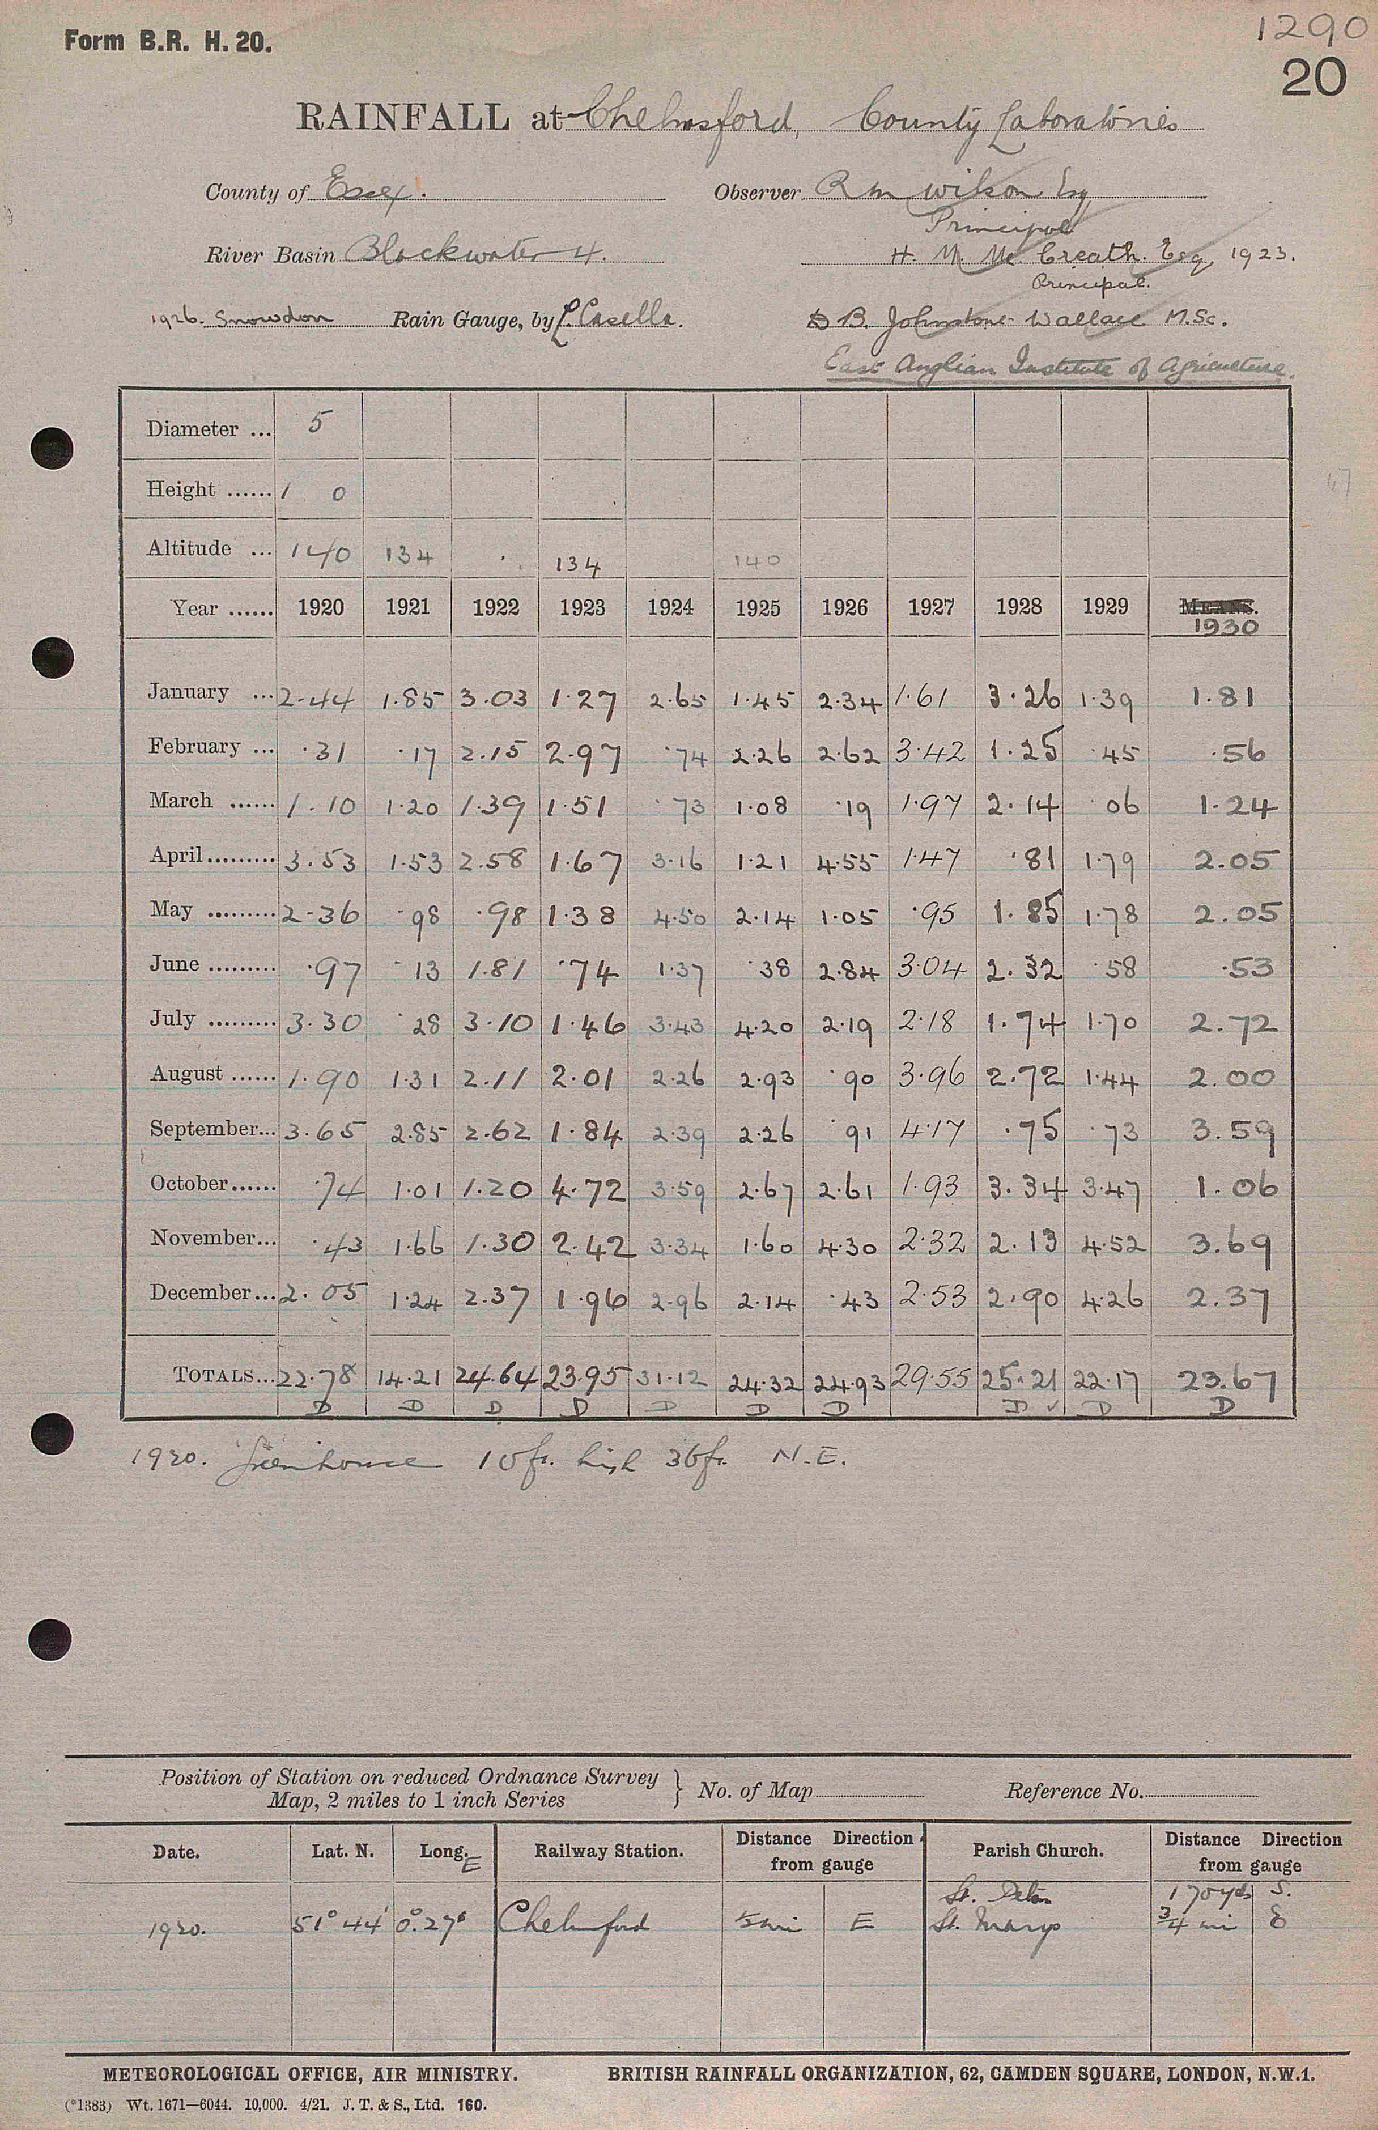 Form B.R. H. 20.
1290
20
RAINFALL at Chelmsford, County Laboratories
County of Essex. Observer R M Wilson Esq
Principal
River Basin Blackwater 4. H. M. Mc Creath. Esq, 1923.
Principal.
1926. Snowdon Rain Gauge, by L. Casella. D B. Johnstone-Wallace M.Sc.
East Anglian Institute of Agriculture.
Diameter ... 5
Height ...... 1 0
Altitude ... 140 134 134 140
Year ...... 1920 1921 1922 1923 1924 1925 1926 1927 1928 1929 MEANS.
1930
January ... 2.44 1.85 3.03 1.27 2.65 1.45 2.34 1.61 3.26 1.39 1.81
February ... .31 .17 2.15 2.97 .74 2.26 2.62 3.42 1.25 .45 .56
March ...... 1.10 1.20 1.39 1.51 .73 1.08 .19 1.97 2.14 .06 1.24
April ......... 3.53 1.53 2.58 1.67 3.16 1.21 4.55 1.47 .81 1.79 2.05
May ......... 2.36 .98 .98 1.38 4.50 2.14 1.05 .95 1.85 1.78 2.05
June ......... .97 .13 1.81 .74 1.37 .38 2.84 3.04 2.32 .58 .53
July ......... 3.30 .28 3.10 1.46 3.43 4.20 2.19 2.18 1.74 1.70 2.72
August ...... 1.90 1.31 2.11 2.01 2.26 2.93 .90 3.96 2.72 1.44 2.00
September... 3.65 2.85 2.62 1.84 2.39 2.26 .91 4.17 .75 .73 3.59
October...... .74 1.01 1.20 4.72 3.59 2.67 2.61 1.93 3.34 3.47 1.06
November... .43 1.66 1.30 2.42 3.34 1.60 4.30 2.32 2.13 4.52 3.69
December... 2.05 1.24 2.37 1.96 2.96 2.14 .43 2.53 2.90 4.26 2.37
TOTALS... 22.78 14.21 24.64 23.95 31.12 24.32 24.93 29.55 25.21 22.17 23.67
D D D D D D D D ✓ D D
1920. Greenhouse 10ft. high 36ft. N.E.
Position of Station on reduced Ordnance Survey
Map, 2 miles to 1 inch Series } No. of Map Reference No.
Date. Lat. N. Long. E Railway Station. Distance Direction from gauge Parish Church. Distance Direction from gauge
St. Peters 170 yds S.
1920. 51° 44' 0° 27' Chelmsford ½ mi E St. Marys ¾ mi E
METEOROLOGICAL OFFICE, AIR MINISTRY. BRITISH RAINFALL ORGANIZATION, 62, CAMDEN SQUARE, LONDON, N.W.1.
(*1383) Wt. 1671—6044. 10,000. 4/21. J. T. & S., Ltd. 160.